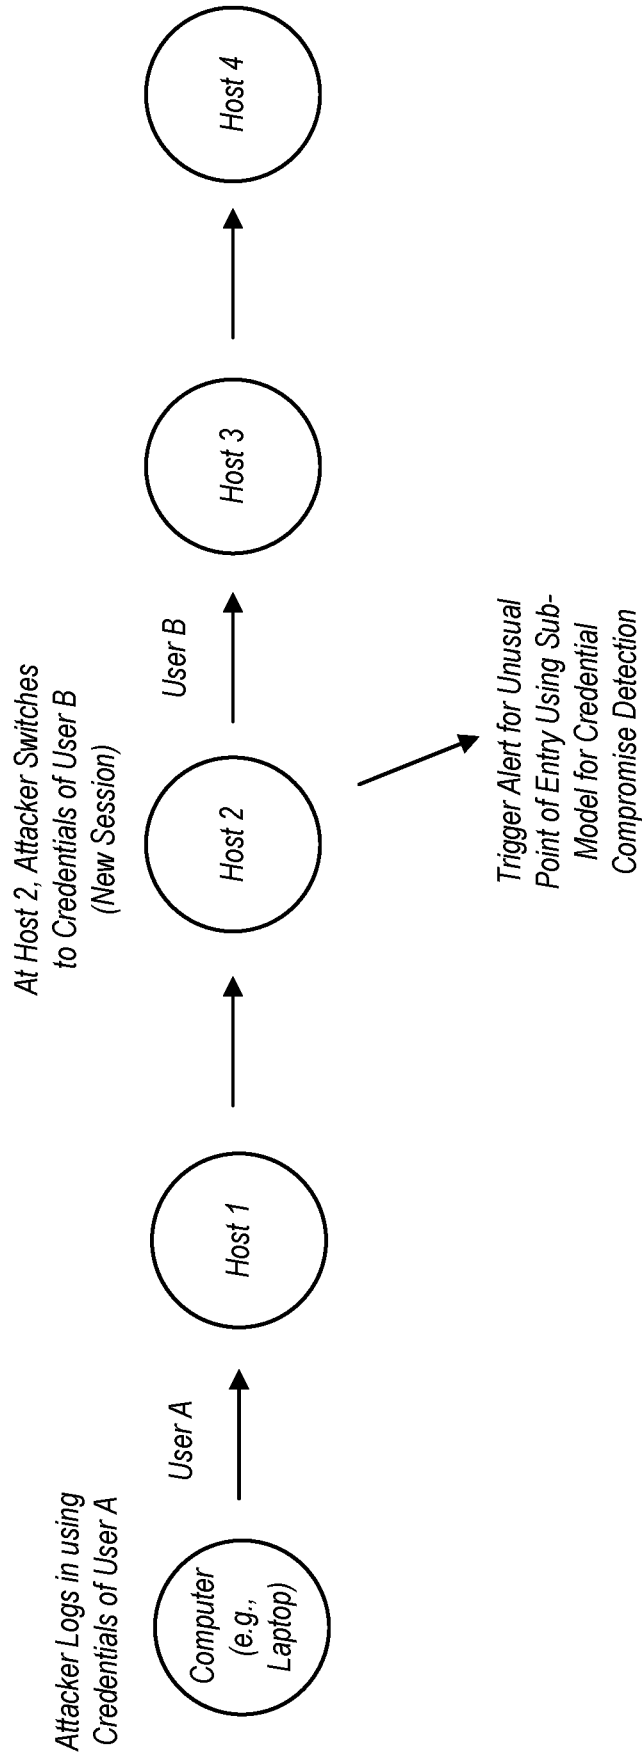 Attacker Logs in using
Credentials of User A
Computer
(e.g.,
Laptop)
User A
Host 1
At Host 2, Attacker Switches
to Credentials of User B
(New Session)
Host 2
User B
Host 3
Host 4
Trigger Alert for Unusual
Point of Entry Using Sub-
Model for Credential
Compromise Detection